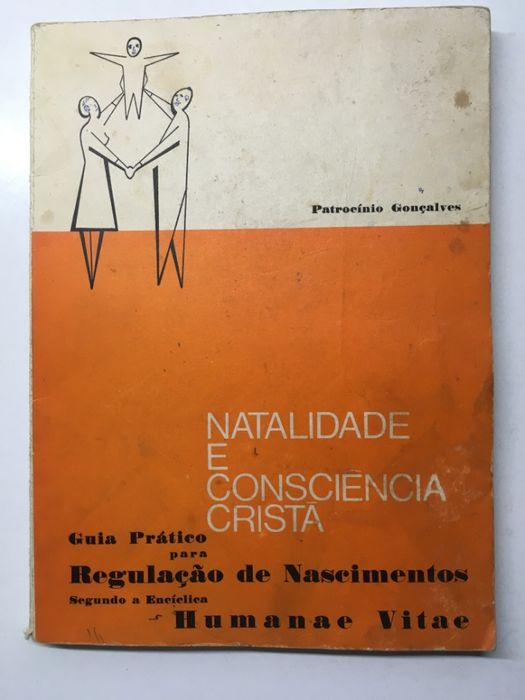 Patrocínio Gonçalves
NATALIDADE
E
CONSCIÊNCIA
CRISTÃ
Guia Prático
para
Regulação de Nascimentos
Segundo a Encíclica
Humanae Vitae